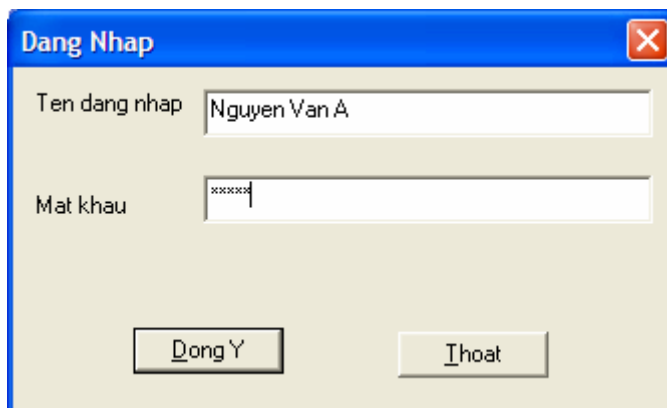 Dang Nhap
Ten dang nhap
Nguyen Van A
Mat khau
*****
Dong Y
Thoat